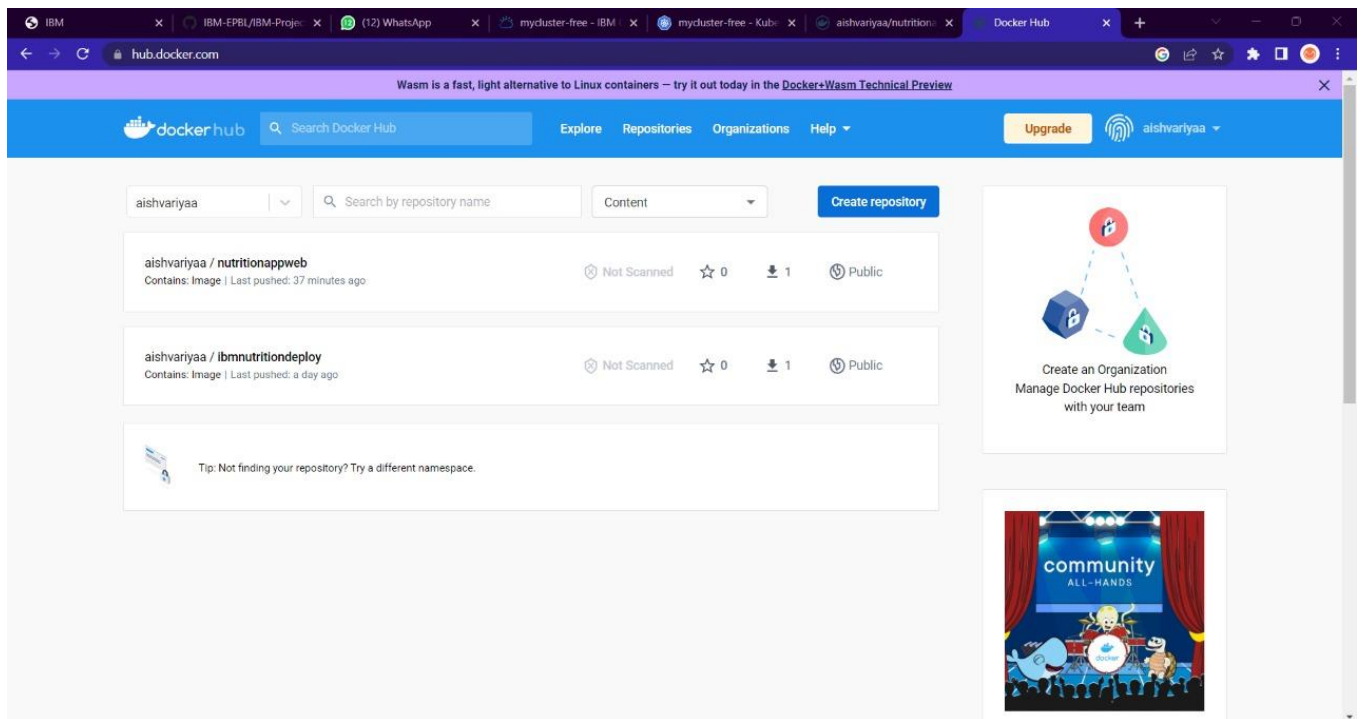 IBM
IBM-EPBL/IBM-Projec
(12) WhatsApp
mycluster-free - IBM
mycluster-free - Kube
aishvariyaa/nutritiona
Docker Hub
hub.docker.com
Wasm is a fast, light alternative to Linux containers — try it out today in the Docker+Wasm Technical Preview
dockerhub
Search Docker Hub
Explore
Repositories
Organizations
Help
Upgrade
aishvariyaa
aishvariyaa
Search by repository name
Content
Create repository
aishvariyaa / nutritionappweb
Contains: Image | Last pushed: 37 minutes ago
Not Scanned
0
1
Public
aishvariyaa / ibmnutritiondeploy
Contains: Image | Last pushed: a day ago
Not Scanned
0
1
Public
Tip: Not finding your repository? Try a different namespace.
Create an Organization
Manage Docker Hub repositories
with your team
community
ALL-HANDS
docker